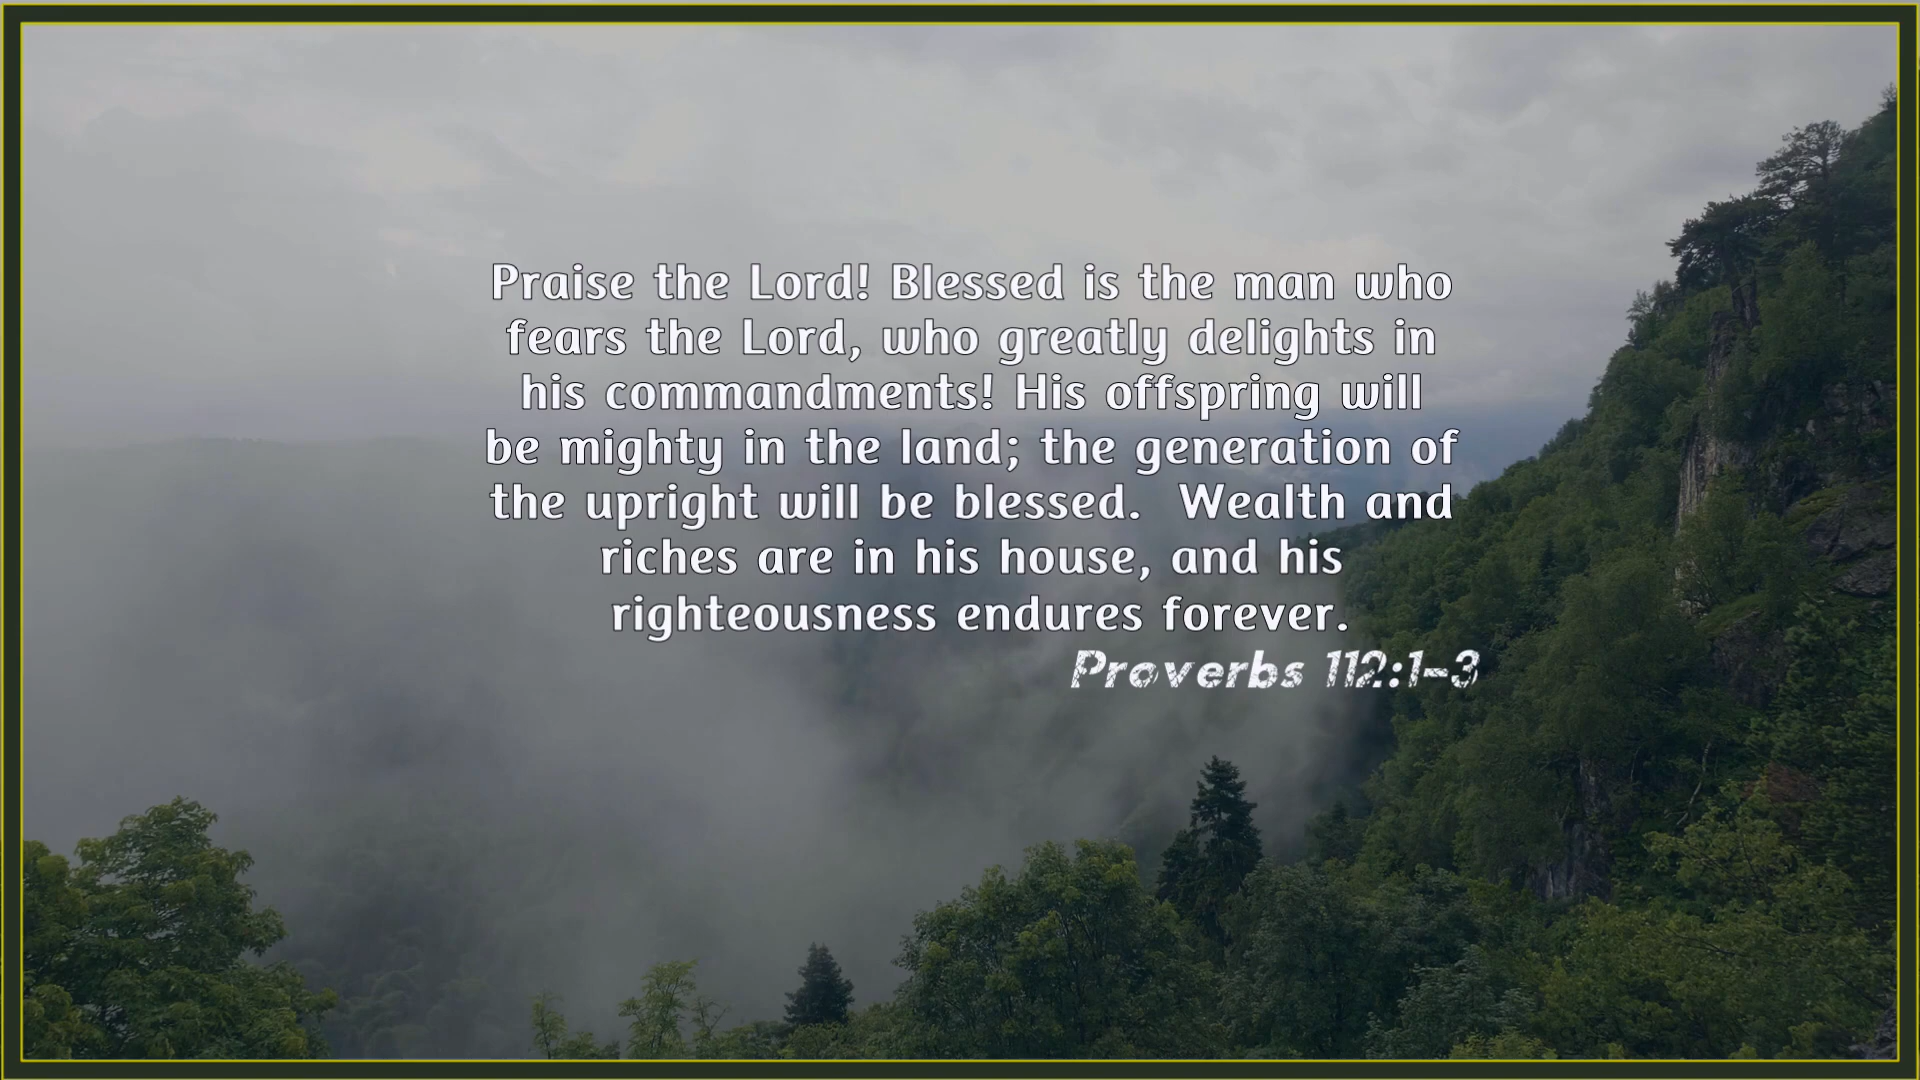 Praise the Lord! Blessed is the man who
fears the Lord, who greatly delights in
his commandments! His offspring will
be mighty in the land; the generation of
the upright will be blessed.  Wealth and
riches are in his house, and his
righteousness endures forever.
Proverbs 112:1-3